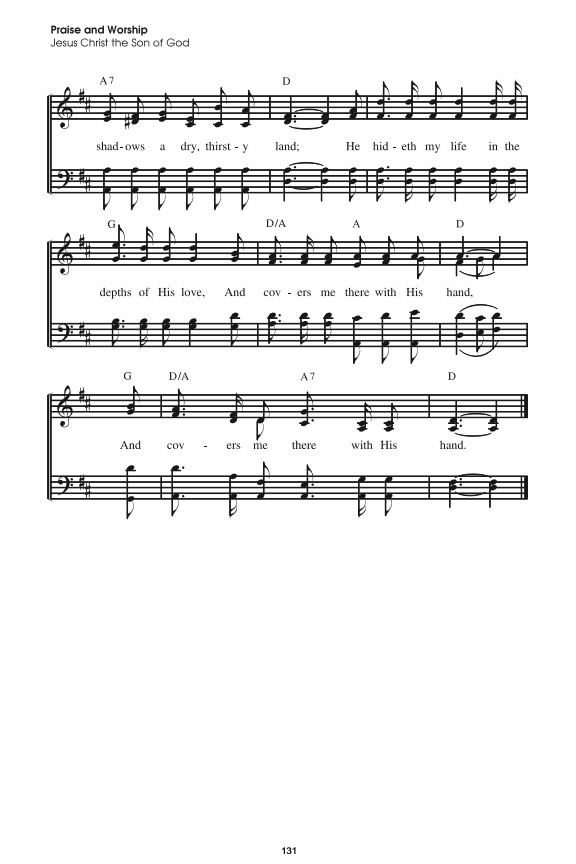 Praise and Worship
Jesus Christ the Son of God
A7 D
shad - ows a dry, thirst - y land; He hid - eth my life in the
G D/A A D
depths of His love, And cov - ers me there with His hand,
G D/A A7 D
And cov - ers me there with His hand.
131